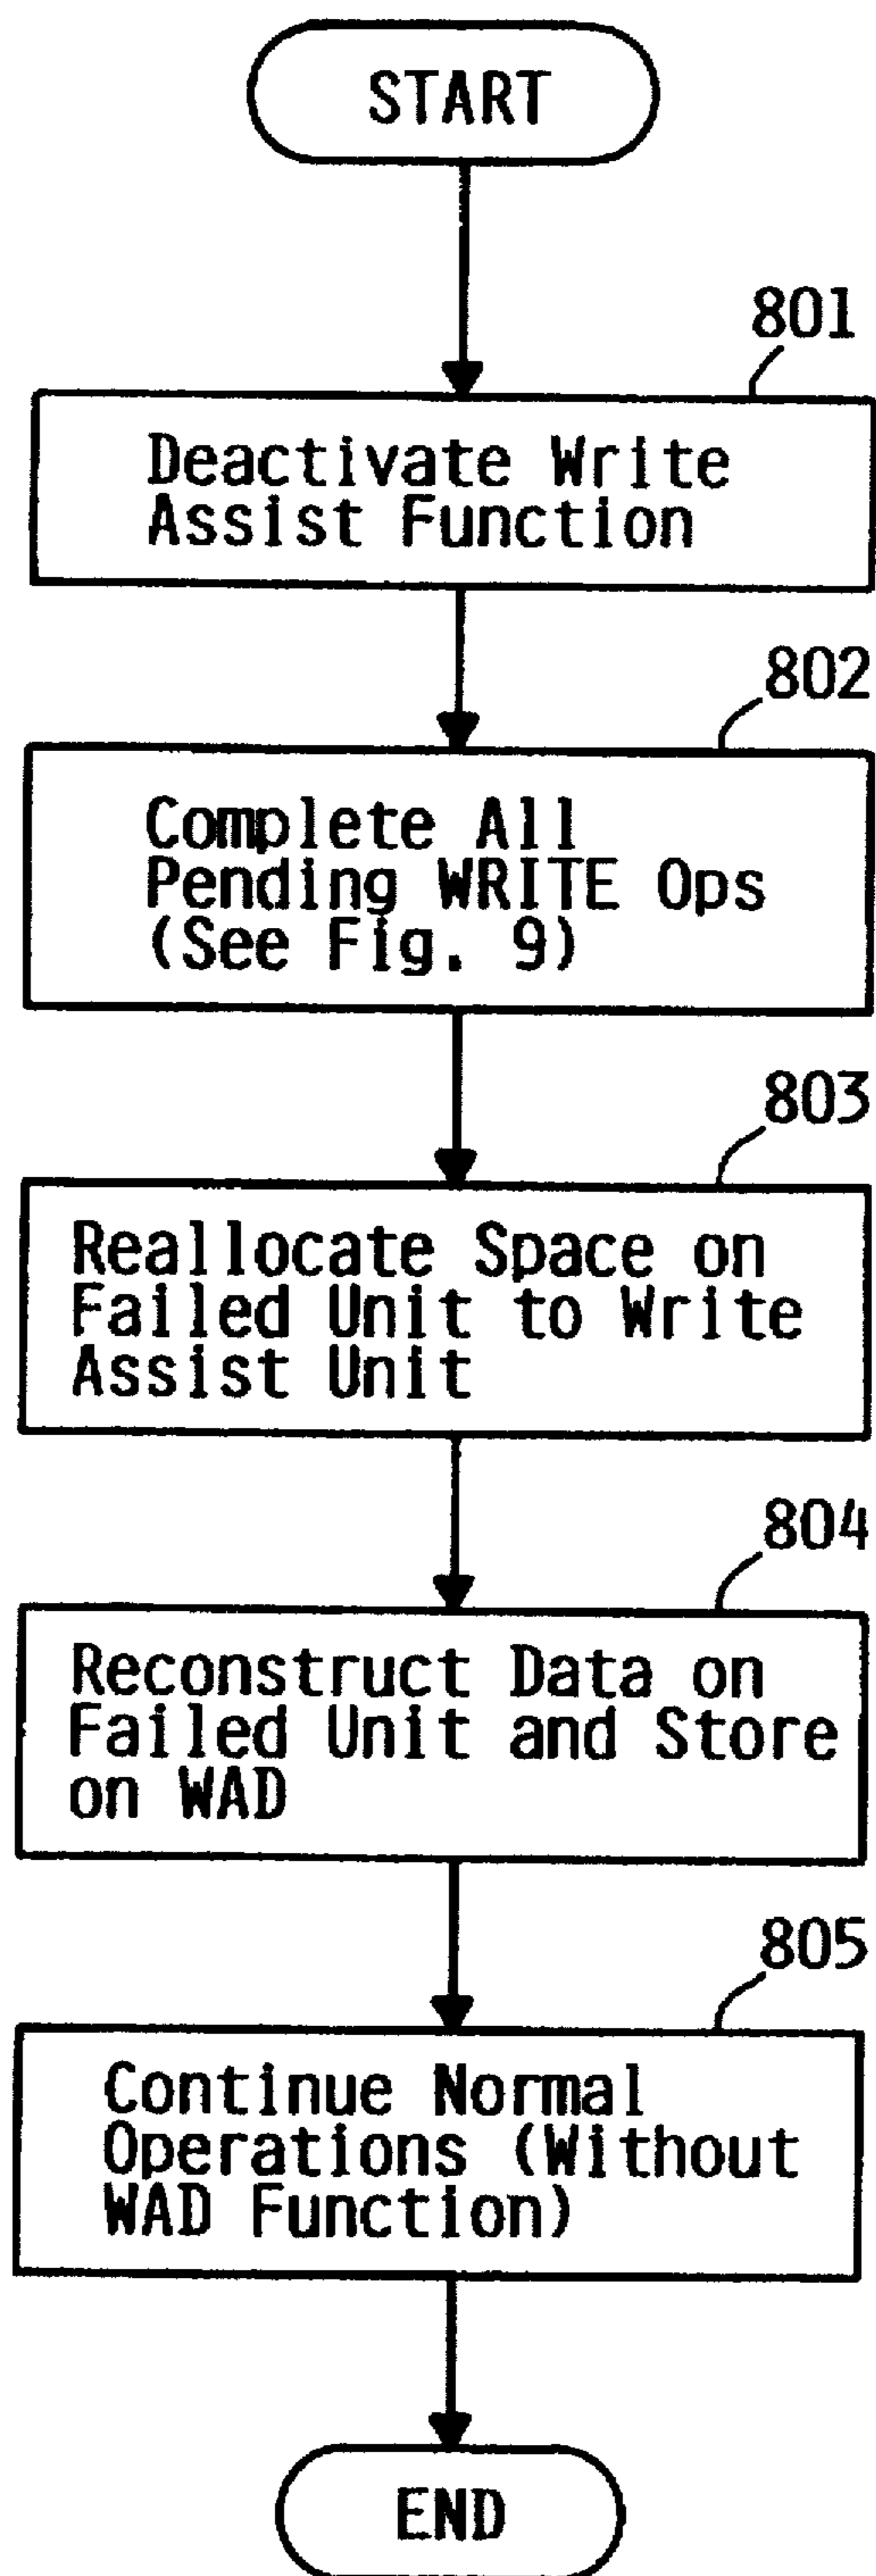 START
801
Deactivate Write
Assist Function
802
Complete All
Pending WRITE Ops
(See Fig. 9)
803
Reallocate Space on
Failed Unit to Write
Assist Unit
804
Reconstruct Data on
Failed Unit and Store
on WAD
805
Continue Normal
Operations (Without
WAD Function)
END